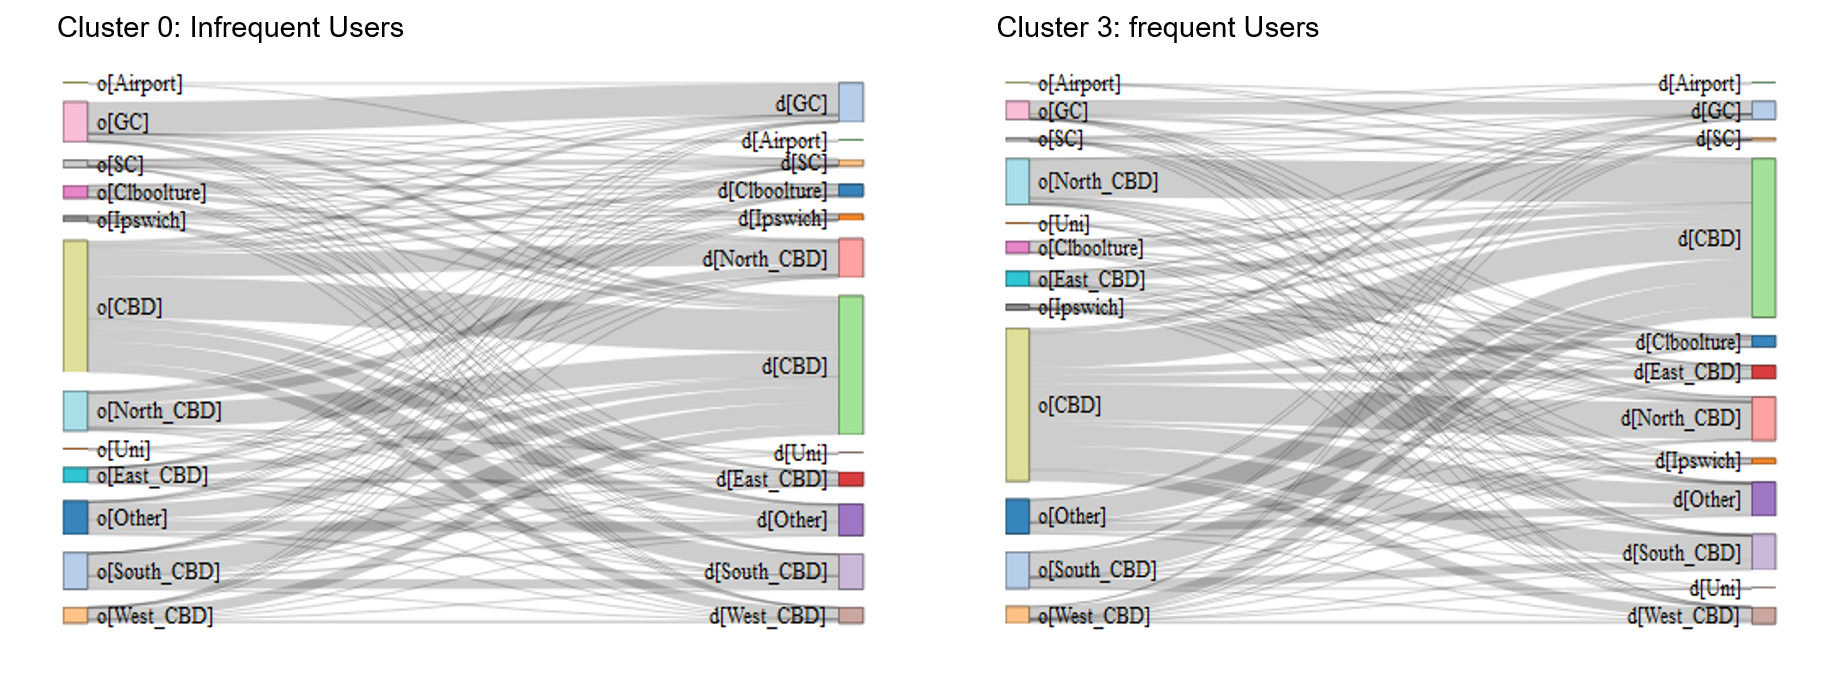 Cluster 0: Infrequent Users
o[Airport]
o[GC]
o[SC]
o[Clboolture]
o[Ipswich]
o[CBD]
o[North_CBD]
o[Uni]
o[East_CBD]
o[Other]
o[South_CBD]
o[West_CBD]
d[GC]
d[Airport]
d[SC]
d[Clboolture]
d[Ipswich]
d[North_CBD]
d[CBD]
d[Uni]
d[East_CBD]
d[Other]
d[South_CBD]
d[West_CBD]
Cluster 3: frequent Users
o[Airport]
o[GC]
o[SC]
o[North_CBD]
o[Uni]
o[Clboolture]
o[East_CBD]
o[Ipswich]
o[CBD]
o[Other]
o[South_CBD]
o[West_CBD]
d[Airport]
d[GC]
d[SC]
d[CBD]
d[Clboolture]
d[East_CBD]
d[North_CBD]
d[Ipswich]
d[Other]
d[South_CBD]
d[Uni]
d[West_CBD]